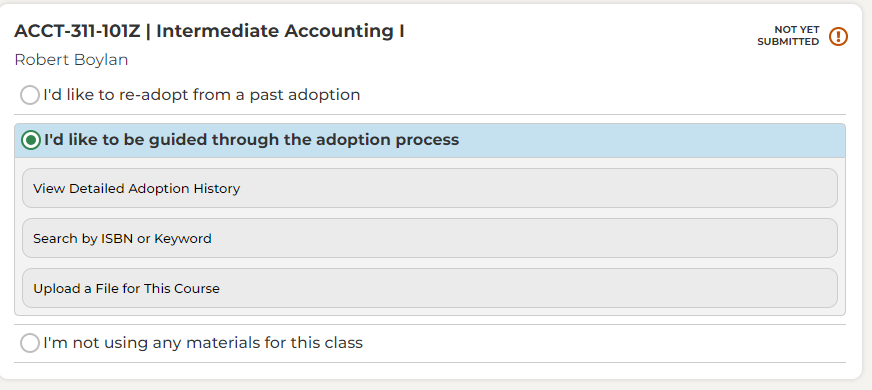 ACCT-311-101Z | Intermediate Accounting I
NOT YET
SUBMITTED
Robert Boylan
I'd like to re-adopt from a past adoption
I'd like to be guided through the adoption process
View Detailed Adoption History
Search by ISBN or Keyword
Upload a File for This Course
I'm not using any materials for this class